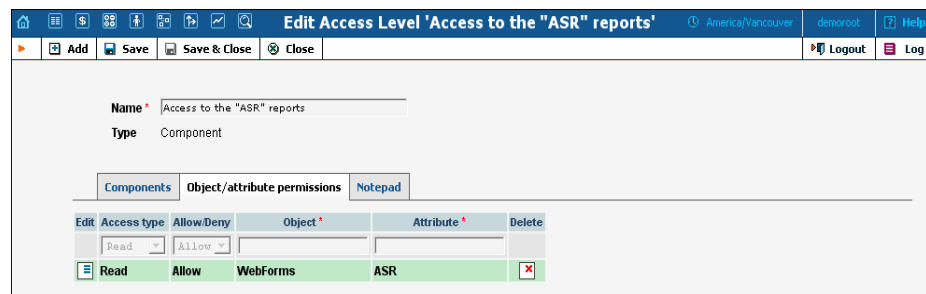 Edit Access Level 'Access to the "ASR" reports' America/Vancouver demoroot ? Help
Add Save Save & Close Close Logout Log
Name * Access to the "ASR" reports
Type Component
Components Object/attribute permissions Notepad
Edit Access type Allow/Deny Object * Attribute * Delete
Read Allow
Read Allow WebForms ASR